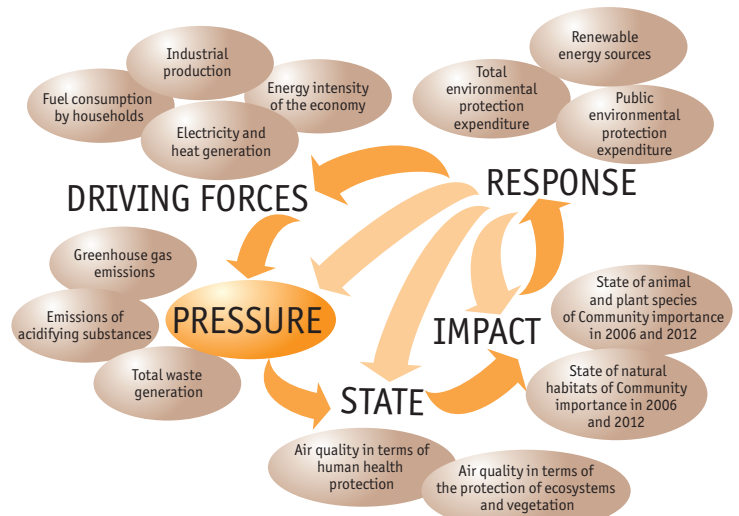 Industrial
production
Fuel consumption
by households
Energy intensity
of the economy
Electricity and
heat generation
Renewable
energy sources
Total
environmental
protection
expenditure
Public
environmental
protection
expenditure
DRIVING FORCES
RESPONSE
Greenhouse gas
emissions
Emissions of
acidifying substances
Total waste
generation
PRESSURE
IMPACT
State of animal
and plant species
of Community importance
in 2006 and 2012
State of natural
habitats of Community
importance in 2006
and 2012
STATE
Air quality in terms of
human health
protection
Air quality in terms of
the protection of ecosystems
and vegetation